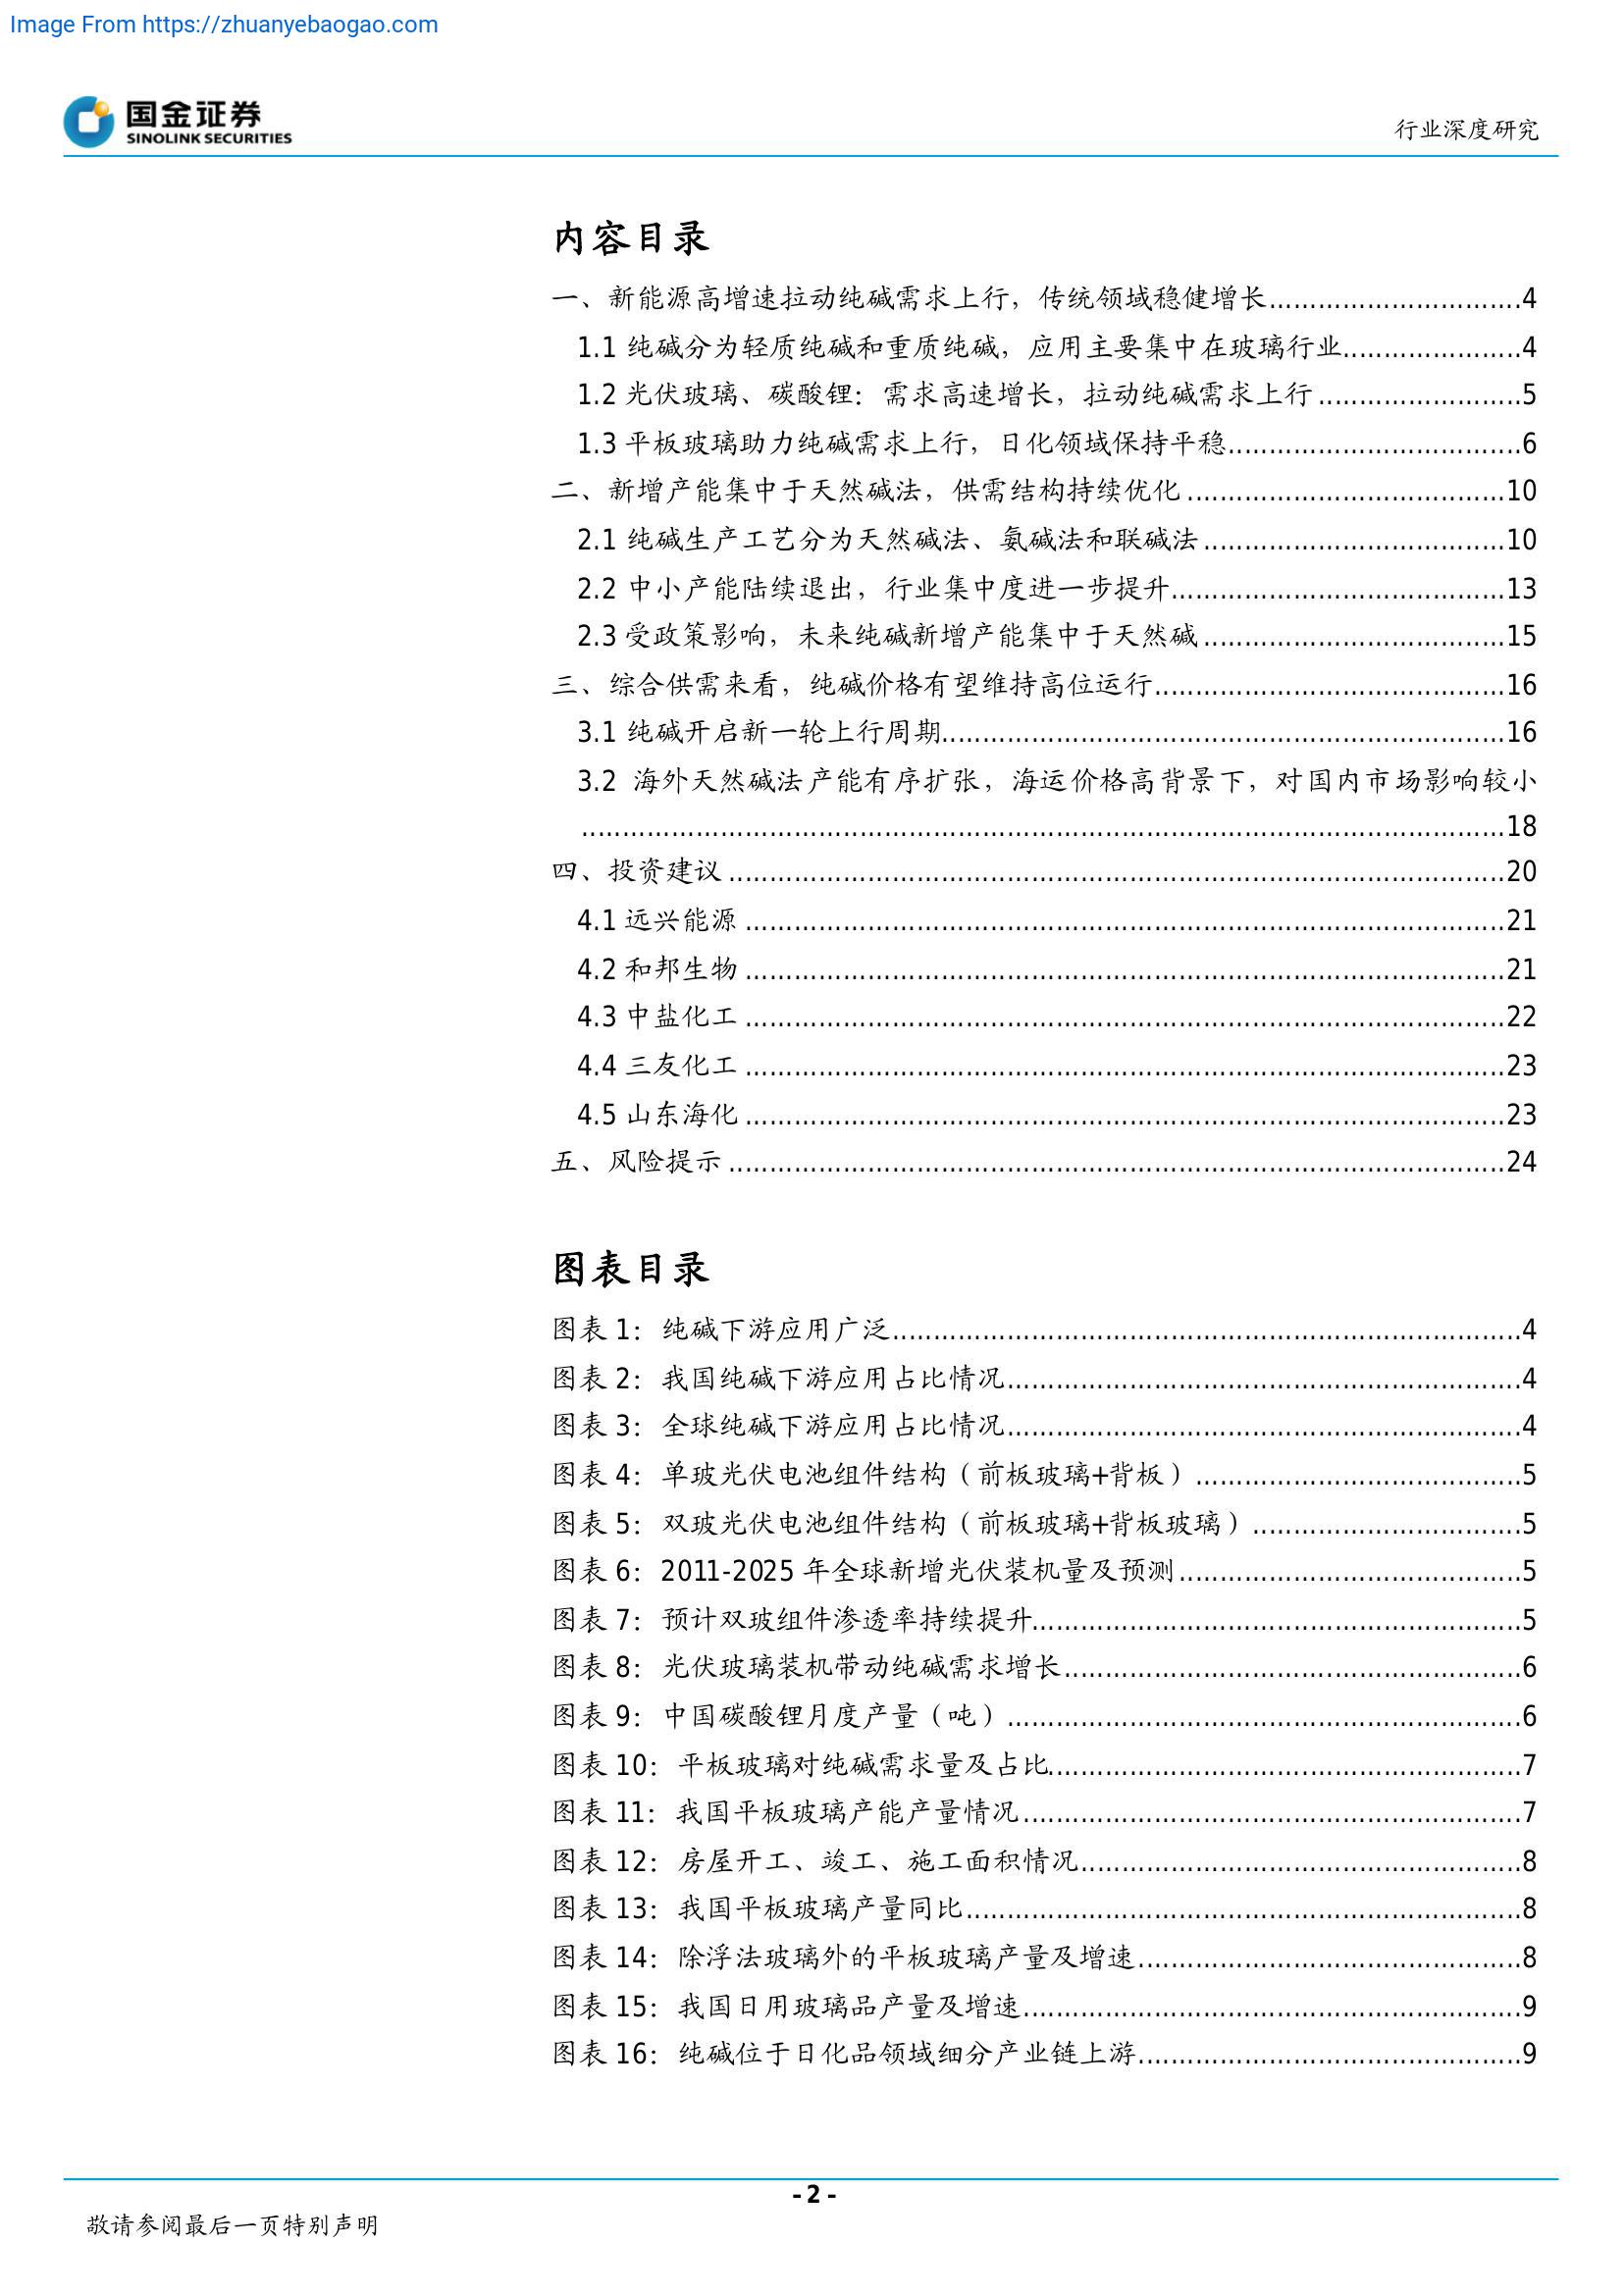 Image From https://zhuanyebaogao.com
国金证券
SINOLINK SECURITIES
行业深度研究
内容目录
一、新能源高增速拉动纯碱需求上行，传统领域稳健增长...............................4
1.1 纯碱分为轻质纯碱和重质纯碱，应用主要集中在玻璃行业......................4
1.2 光伏玻璃、碳酸锂：需求高速增长，拉动纯碱需求上行.........................5
1.3 平板玻璃助力纯碱需求上行，日化领域保持平稳....................................6
二、新增产能集中于天然碱法，供需结构持续优化.......................................10
2.1 纯碱生产工艺分为天然碱法、氨碱法和联碱法.....................................10
2.2 中小产能陆续退出，行业集中度进一步提升.........................................13
2.3 受政策影响，未来纯碱新增产能集中于天然碱.....................................15
三、综合供需来看，纯碱价格有望维持高位运行...........................................16
3.1 纯碱开启新一轮上行周期.....................................................................16
3.2 海外天然碱法产能有序扩张，海运价格高背景下，对国内市场影响较小
.................................................................................................................18
四、投资建议...............................................................................................20
4.1 远兴能源.............................................................................................21
4.2 和邦生物.............................................................................................21
4.3 中盐化工.............................................................................................22
4.4 三友化工.............................................................................................23
4.5 山东海化.............................................................................................23
五、风险提示...............................................................................................24
图表目录
图表 1：纯碱下游应用广泛.............................................................................4
图表 2：我国纯碱下游应用占比情况...............................................................4
图表 3：全球纯碱下游应用占比情况...............................................................4
图表 4：单玻光伏电池组件结构（前板玻璃+背板）........................................5
图表 5：双玻光伏电池组件结构（前板玻璃+背板玻璃）.................................5
图表 6：2011-2025 年全球新增光伏装机量及预测..........................................5
图表 7：预计双玻组件渗透率持续提升............................................................5
图表 8：光伏玻璃装机带动纯碱需求增长........................................................6
图表 9：中国碳酸锂月度产量（吨）...............................................................6
图表 10：平板玻璃对纯碱需求量及占比..........................................................7
图表 11：我国平板玻璃产能产量情况.............................................................7
图表 12：房屋开工、竣工、施工面积情况......................................................8
图表 13：我国平板玻璃产量同比....................................................................8
图表 14：除浮法玻璃外的平板玻璃产量及增速...............................................8
图表 15：我国日用玻璃品产量及增速.............................................................9
图表 16：纯碱位于日化品领域细分产业链上游...............................................9
- 2 -
敬请参阅最后一页特别声明